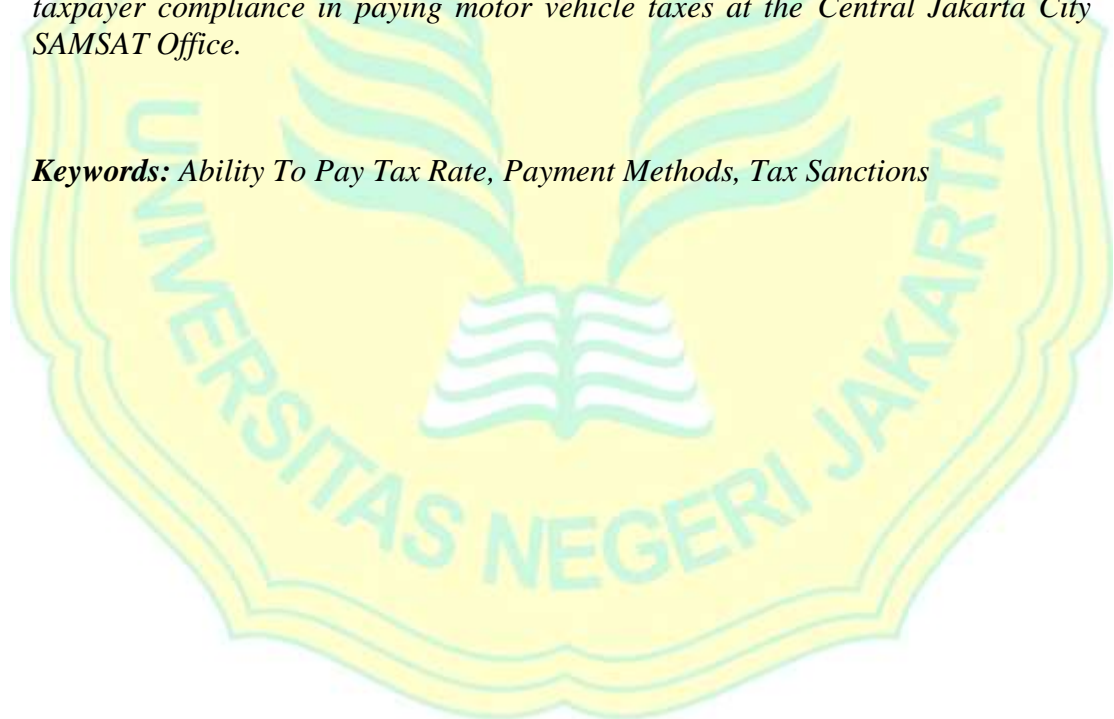 taxpayer compliance in paying motor vehicle taxes at the Central Jakarta City
SAMSAT Office.
Keywords: Ability To Pay Tax Rate, Payment Methods, Tax Sanctions
UNIVERSITAS NEGERI JAKARTA